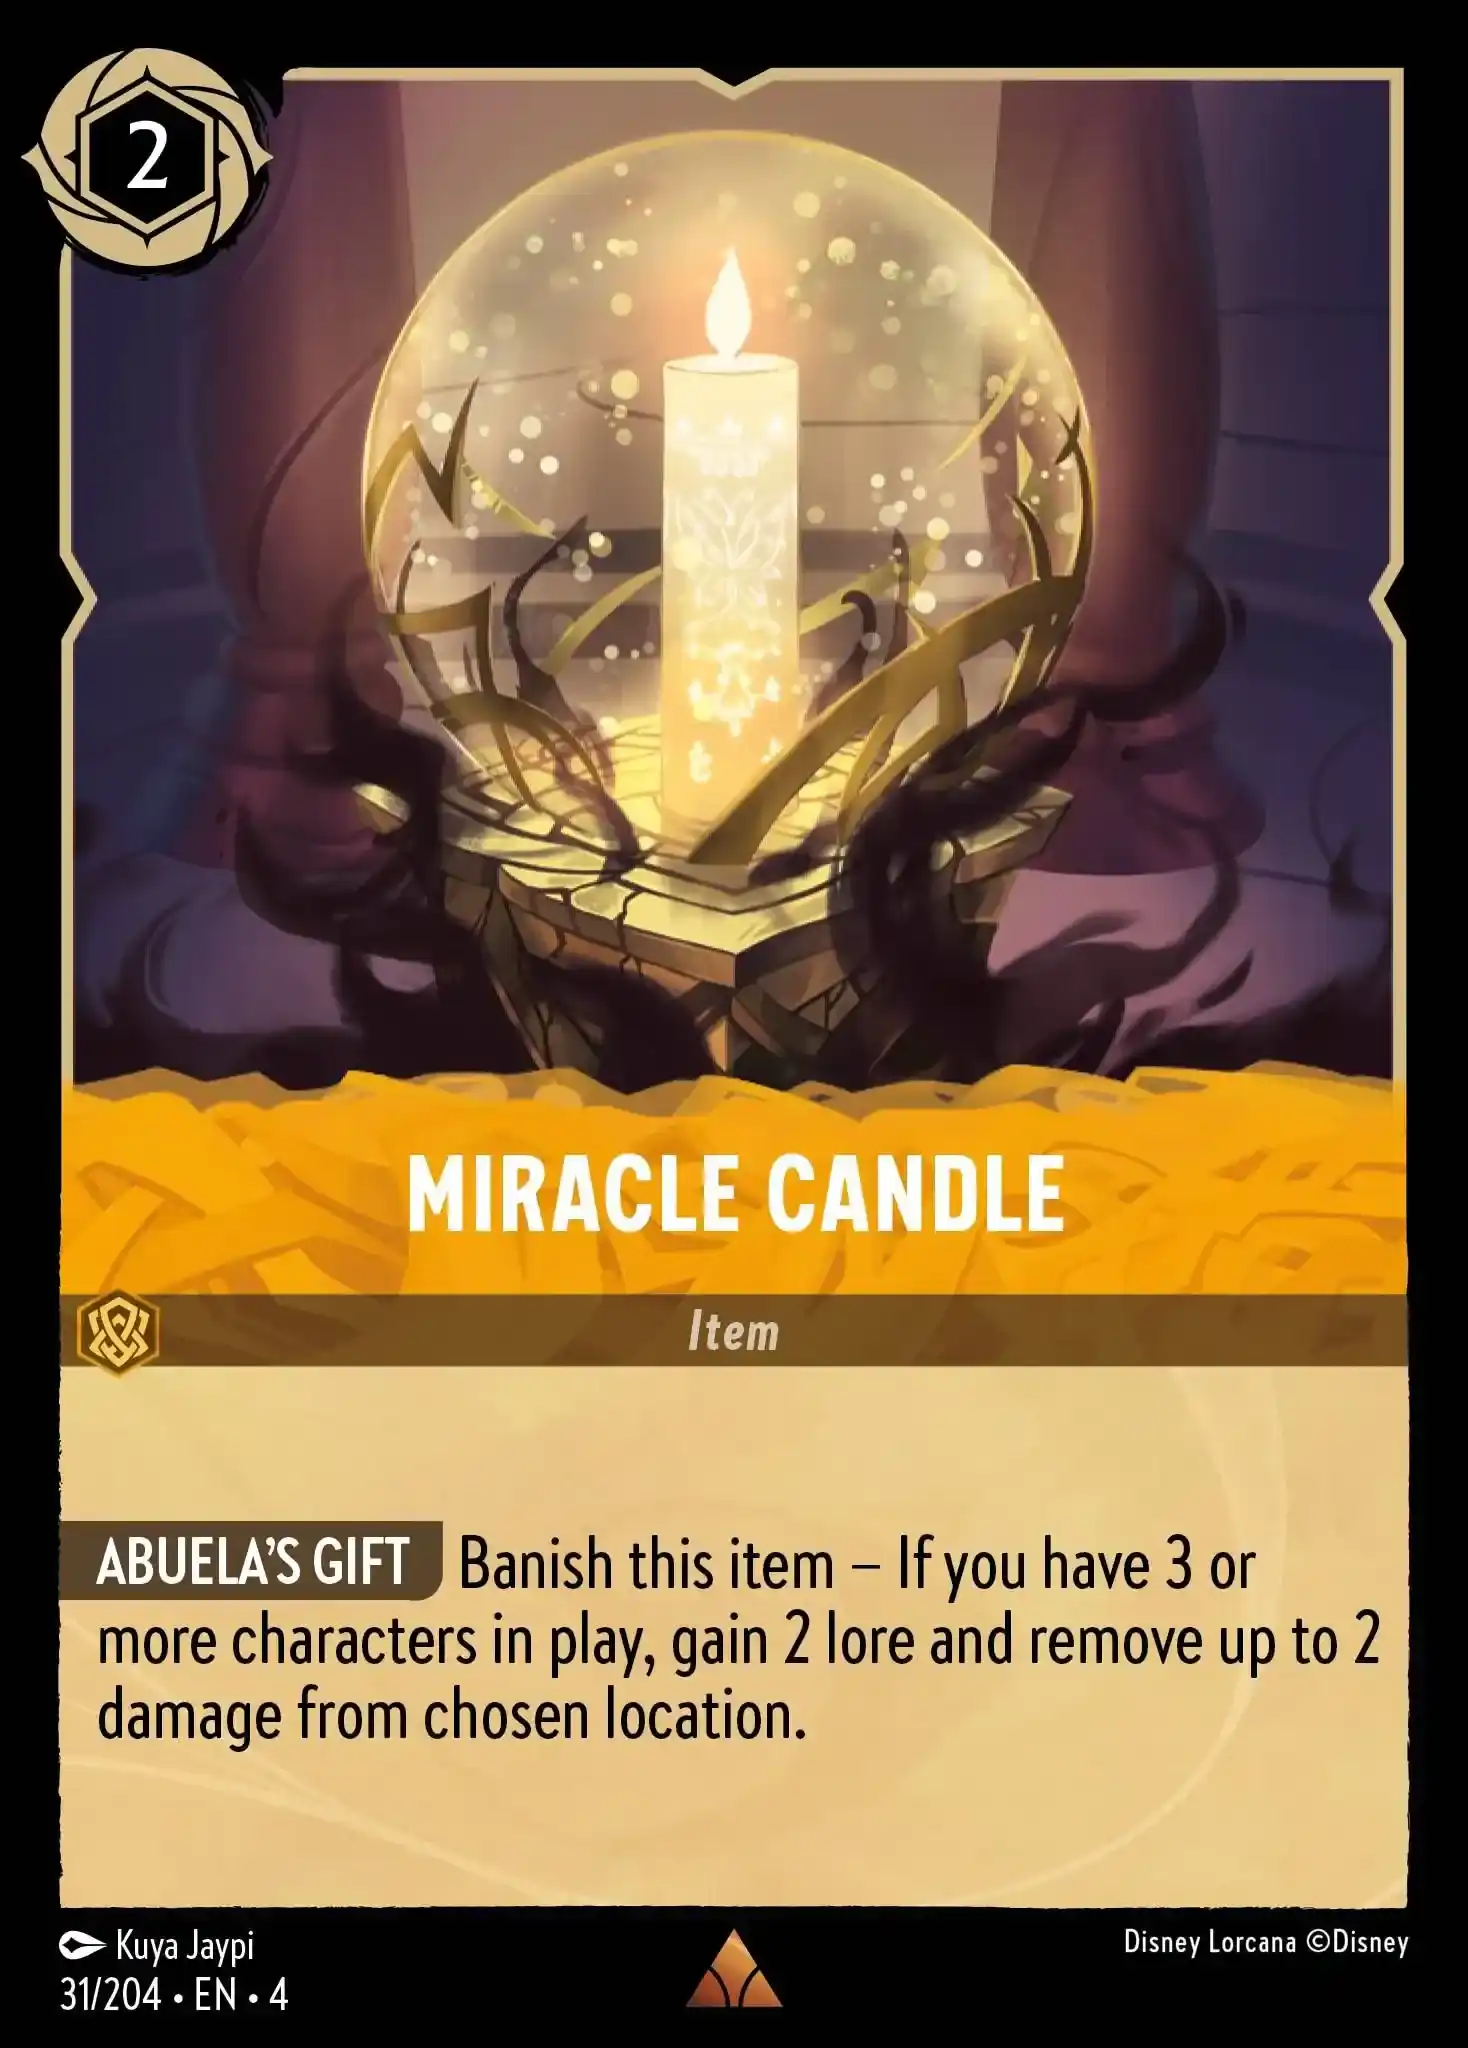 2
MIRACLE CANDLE
Item
ABUELA'S GIFT Banish this item – If you have 3 or
more characters in play, gain 2 lore and remove up to 2
damage from chosen location.
Kuya Jaypi
Disney Lorcana ©Disney
31/204 • EN • 4